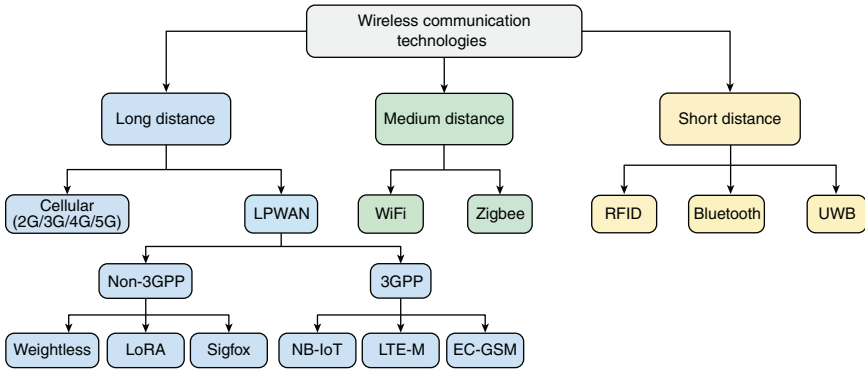 Wireless communication
technologies
Long distance
Medium distance
Short distance
Cellular
(2G/3G/4G/5G)
LPWAN
WiFi
Zigbee
RFID
Bluetooth
UWB
Non-3GPP
3GPP
Weightless
LoRA
Sigfox
NB-IoT
LTE-M
EC-GSM